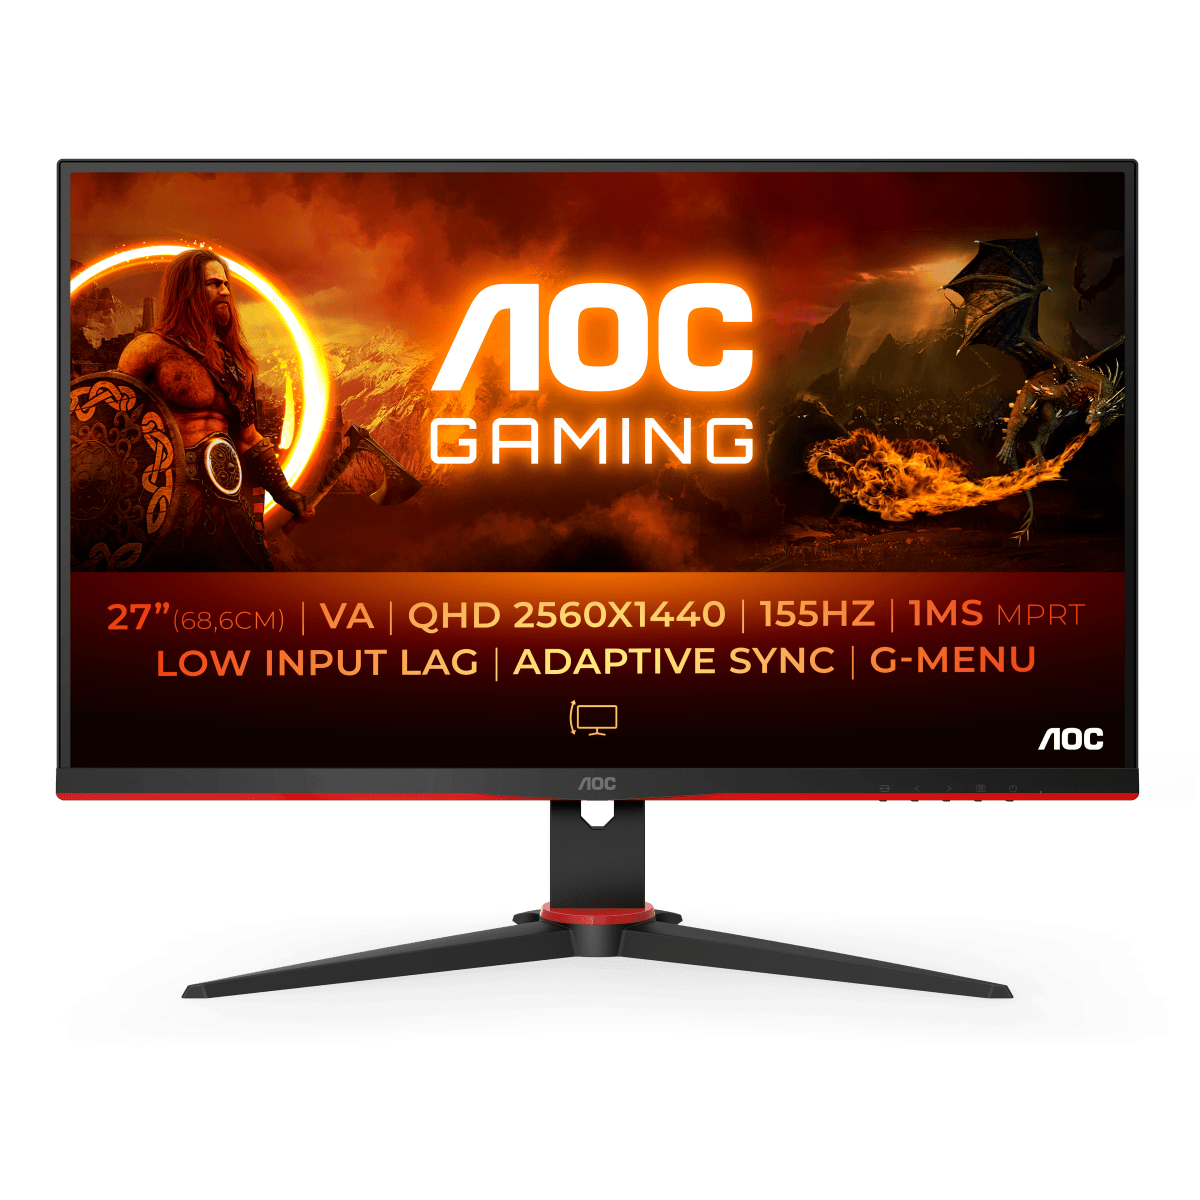 AOC
GAMING
27” (68,6CM) | VA | QHD 2560X1440 | 155HZ | 1MS MPRT
LOW INPUT LAG | ADAPTIVE SYNC | G-MENU
AOC
AOC